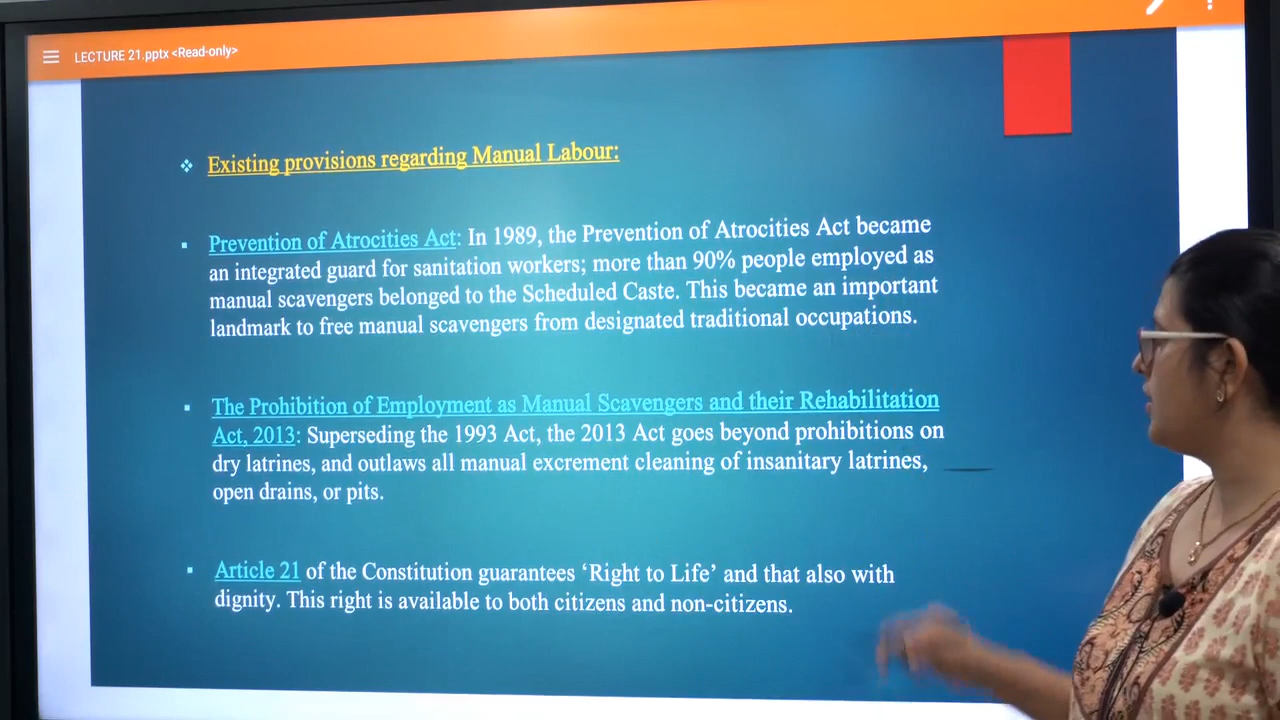 LECTURE 21.pptx <Read-only>
❖ Existing provisions regarding Manual Labour:
▪ Prevention of Atrocities Act: In 1989, the Prevention of Atrocities Act became
an integrated guard for sanitation workers; more than 90% people employed as
manual scavengers belonged to the Scheduled Caste. This became an important
landmark to free manual scavengers from designated traditional occupations.
▪ The Prohibition of Employment as Manual Scavengers and their Rehabilitation
Act, 2013: Superseding the 1993 Act, the 2013 Act goes beyond prohibitions on
dry latrines, and outlaws all manual excrement cleaning of insanitary latrines,
open drains, or pits.
▪ Article 21 of the Constitution guarantees ‘Right to Life’ and that also with
dignity. This right is available to both citizens and non-citizens.